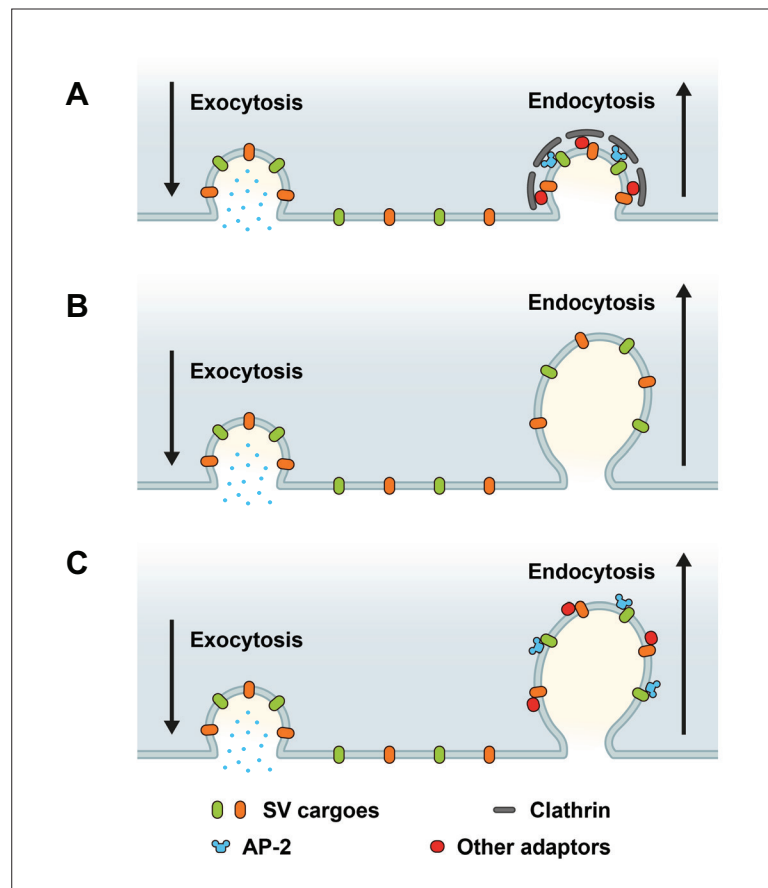 A
Exocytosis
Endocytosis
B
Endocytosis
Exocytosis
C
Endocytosis
Exocytosis
SV cargoes
Clathrin
AP-2
Other adaptors